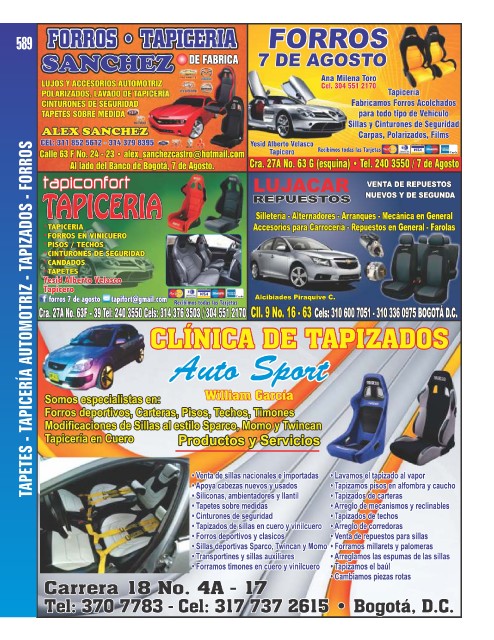 589
TAPETES - TAPICERÍA AUTOMOTRIZ - TAPIZADOS - FORROS
FORROS • TAPICERIA
SANCHEZ
DE FABRICA
LUJOS Y ACCESORIOS AUTOMOTRIZ
POLARIZADOS, LAVADO DE TAPICERIA
CINTURONES DE SEGURIDAD
TAPETES SOBRE MEDIDA
ALEX SANCHEZ
CEL: 311 852 5612 - 314 379 8395
Calle 63 F No. 24 - 23 • alex_sanchezcastro@hotmail.com
Al lado del Banco de Bogotá, 7 de Agosto.
FORROS
7 DE AGOSTO
Ana Milena Toro
Cel. 304 551 2170
Tapiceria
Fabricamos Forros Acolchados
para todo tipo de Vehiculo
Sillas y Cinturones de Seguridad
Carpas, Polarizados, Films
Yesid Alberto Velasco
Tapicero
Recibimos todas las Tarjetas
Cra. 27A No. 63 G (esquina) • Tel. 240 3550 / 7 de Agosto
tapiconfort
TAPICERIA
TAPICERIA
FORROS EN VINICUERO
PISOS / TECHOS
CINTURONES DE SEGURIDAD
CANDADOS
TAPETES
Yesid Alberto Velasco
Tapicero
forros 7 de agosto
tapifort@gmail.com
Recibimos todas las Tarjetas
Cra. 27A No. 63F - 39 Tel: 240 3550 Cels: 314 376 3503 / 304 551 2170
LUJACAR
REPUESTOS
VENTA DE REPUESTOS
NUEVOS Y DE SEGUNDA
Silletería - Alternadores - Arranques - Mecánica en General
Accesorios para Carrocería - Repuestos en General - Farolas
Alcibiades Piraquive C.
Cll. 9 No. 16 - 63 Cels: 310 600 7051 - 310 336 0975 BOGOTÁ D.C.
CLÍNICA DE TAPIZADOS
Auto Sport
William García
Somos especialistas en:
Forros deportivos, Carteras, Pisos, Techos, Timones
Modificaciones de Sillas al estilo Sparco, Momo y Twincan
Tapicería en Cuero
Productos y Servicios
• Venta de sillas nacionales e importadas
• Apoya cabezas nuevos y usados
• Siliconas, ambientadores y llantil
• Tapetes sobre medidas
• Cinturones de seguridad
• Tapizados de sillas en cuero y vinilcuero
• Forros deportivos y clasicos
• Sillas deportivas Sparco, Twincan y Momo
• Transportines y sillas auxiliares
• Forramos timones en cuero y vinilcuero
• Lavamos el tapizado al vapor
• Tapizamos pisos en alfombra y caucho
• Tapizados de carteras
• Arreglo de mecanismos y reclinables
• Tapizados de techos
• Arreglo de corredoras
• Venta de repuestos para sillas
• Forramos millarets y palomeras
• Arreglamos las espumas de las sillas
• Tapizamos el baúl
• Cambiamos piezas rotas
Carrera 18 No. 4A - 17
Tel: 370 7783 - Cel: 317 737 2615 • Bogotá, D.C.